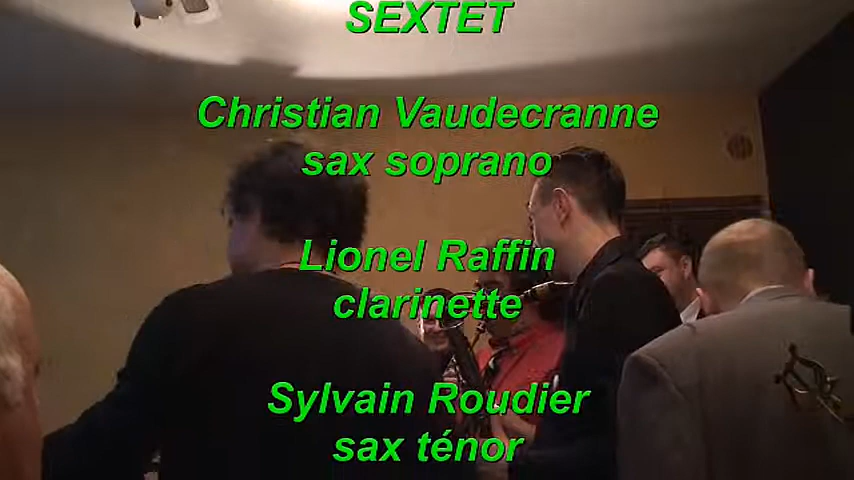 SEXTET
Christian Vaudecranne
sax soprano
Lionel Raffin
clarinette
Sylvain Roudier
sax ténor